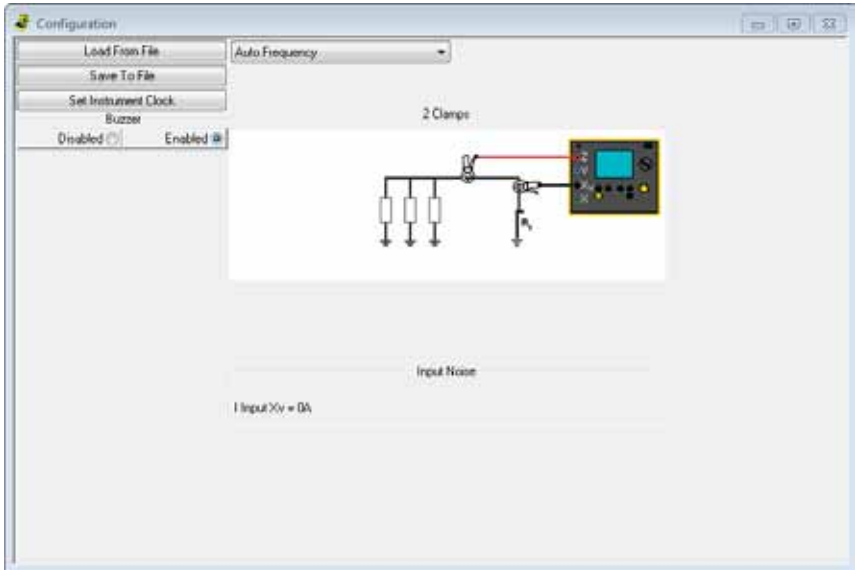 Configuration
Load From File
Auto Frequency
Save To File
Set Instrument Clock
Buzzer
Disabled
Enabled
2 Clamps
Z
Y
Xv
X
R
Input Noise
I Input Xv = 0A